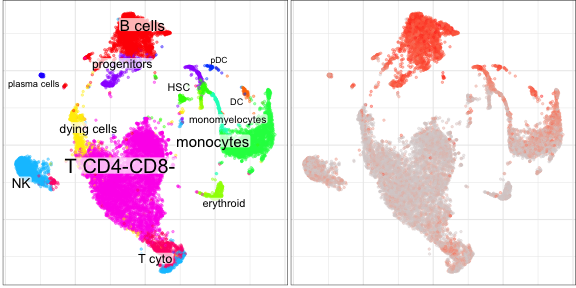 B cells
progenitors
pDC
plasma cells
HSC
DC
monomyelocytes
dying cells
monocytes
T CD4-CD8-
NK
erythroid
T cyto